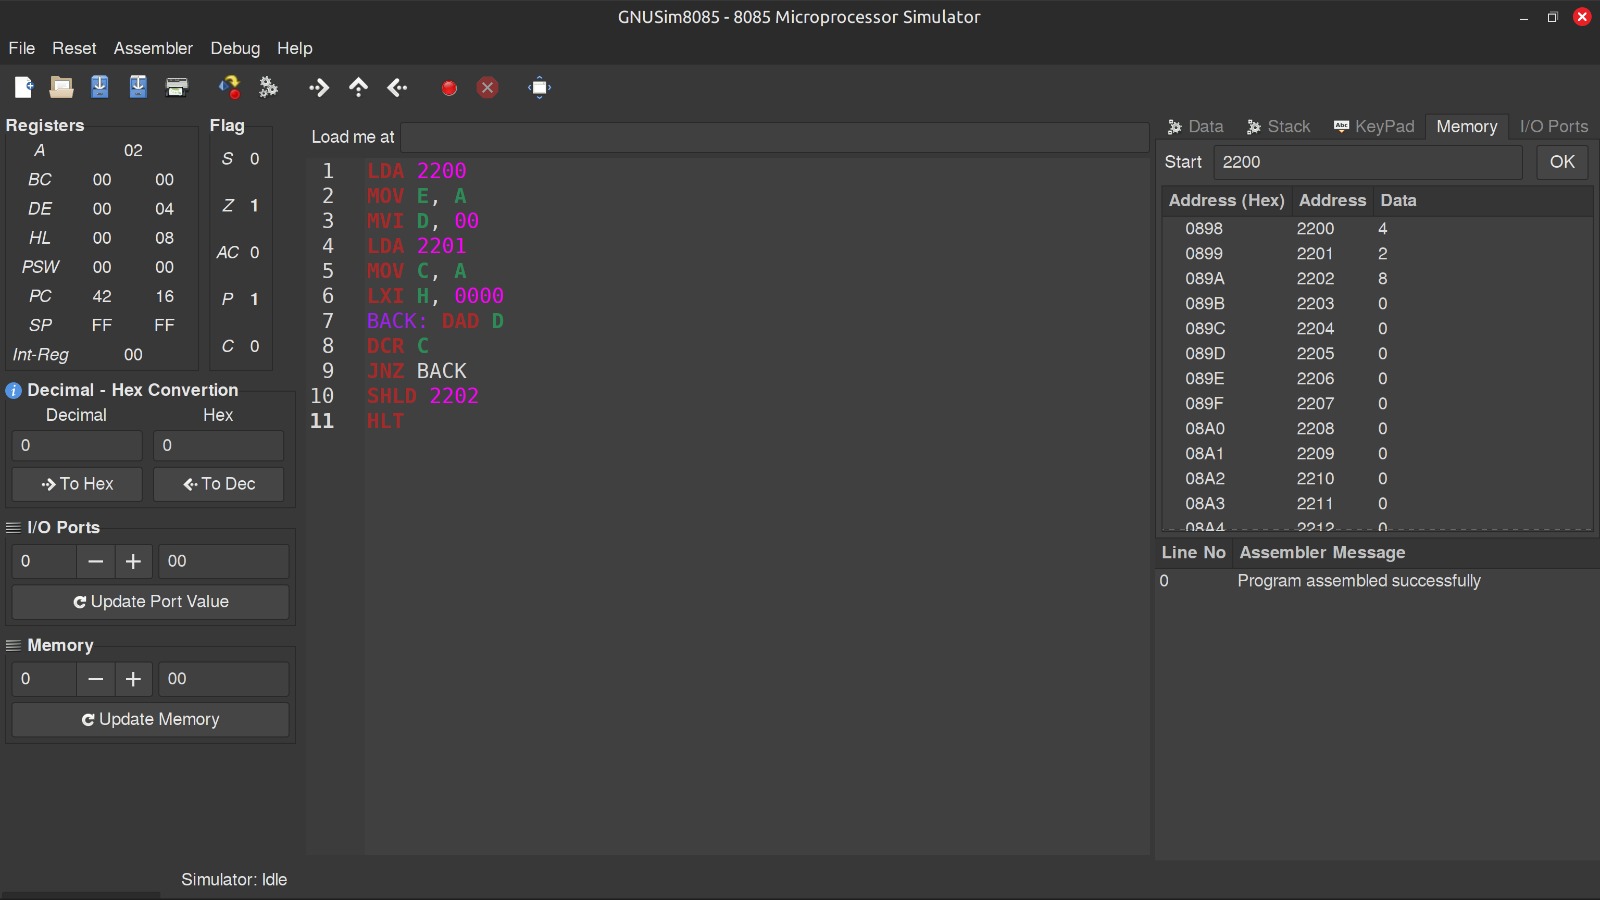 GNUSim8085 - 8085 Microprocessor Simulator
File Reset Assembler Debug Help
Registers
A 02
BC 00 00
DE 00 04
HL 00 08
PSW 00 00
PC 42 16
SP FF FF
Int-Reg 00
Flag
S 0
Z 1
AC 0
P 1
C 0
Decimal - Hex Convertion
Decimal Hex
0 0
To Hex To Dec
I/O Ports
0 00
Update Port Value
Memory
0 00
Update Memory
Load me at
1 LDA 2200
2 MOV E, A
3 MVI D, 00
4 LDA 2201
5 MOV C, A
6 LXI H, 0000
7 BACK: DAD D
8 DCR C
9 JNZ BACK
10 SHLD 2202
11 HLT
Data Stack KeyPad Memory I/O Ports
Start 2200 OK
Address (Hex) Address Data
0898 2200 4
0899 2201 2
089A 2202 8
089B 2203 0
089C 2204 0
089D 2205 0
089E 2206 0
089F 2207 0
08A0 2208 0
08A1 2209 0
08A2 2210 0
08A3 2211 0
08A4 2212 0
Line No Assembler Message
0 Program assembled successfully
Simulator: Idle